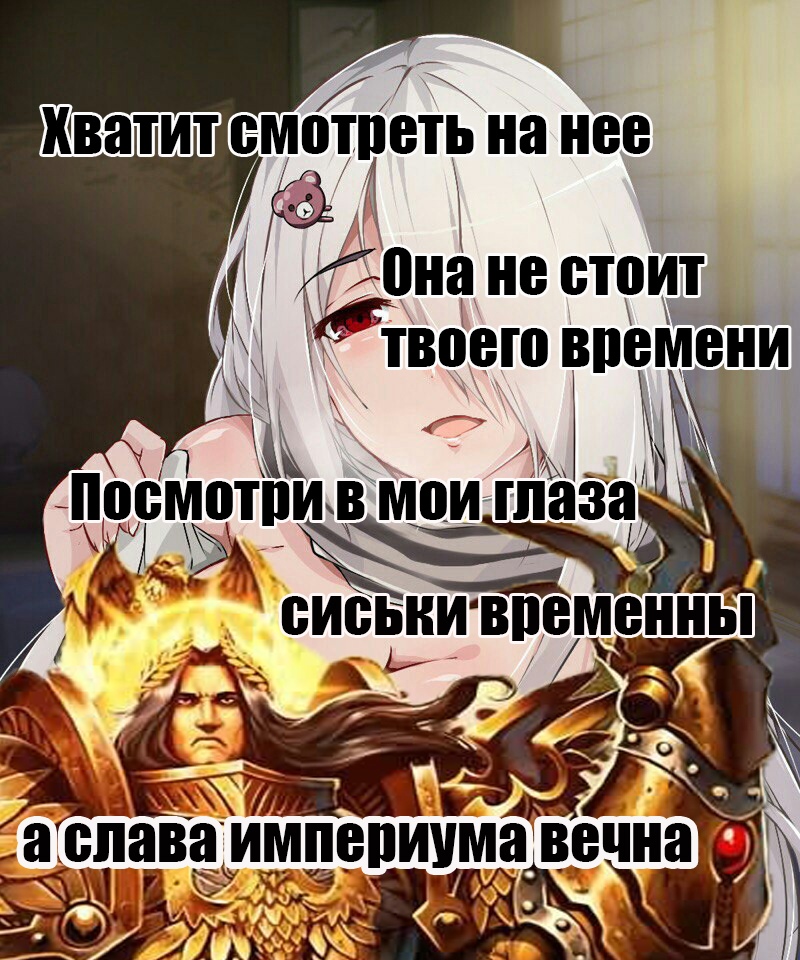 Хватит смотреть на нее
Она не стоит
твоего времени
Посмотри в мои глаза
сиськи временны
а слава империума вечна